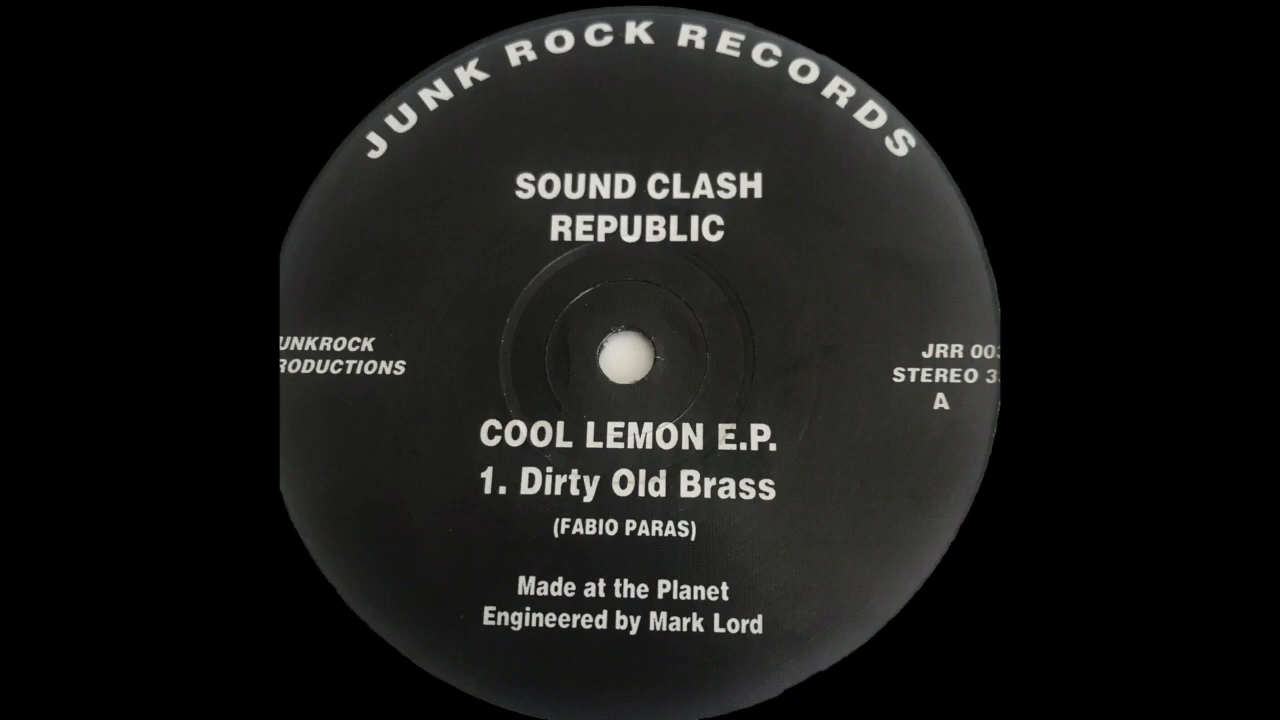 JUNK ROCK RECORDS
SOUND CLASH
REPUBLIC
UNKROCK
RODUCTIONS
JRR 003
STEREO 3
A
COOL LEMON E.P.
1. Dirty Old Brass
(FABIO PARAS)
Made at the Planet
Engineered by Mark Lord